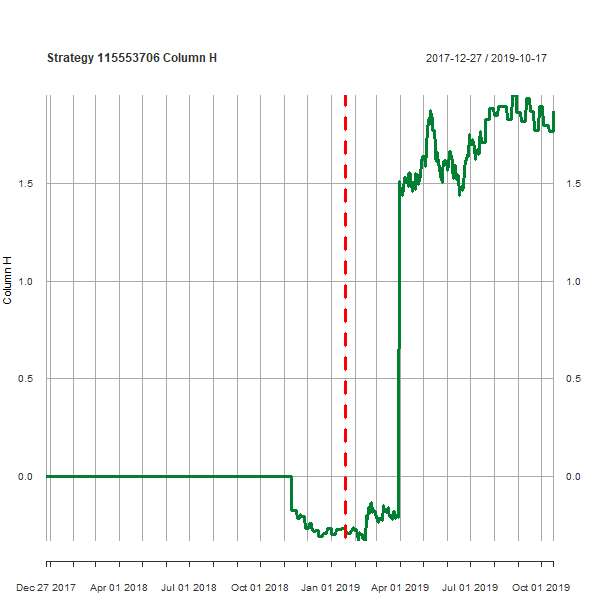 Strategy 115553706 Column H
2017-12-27 / 2019-10-17
Column H
1.5
1.5
1.0
1.0
0.5
0.5
0.0
0.0
Dec 27 2017
Apr 01 2018
Jul 01 2018
Oct 01 2018
Jan 01 2019
Apr 01 2019
Jul 01 2019
Oct 01 2019